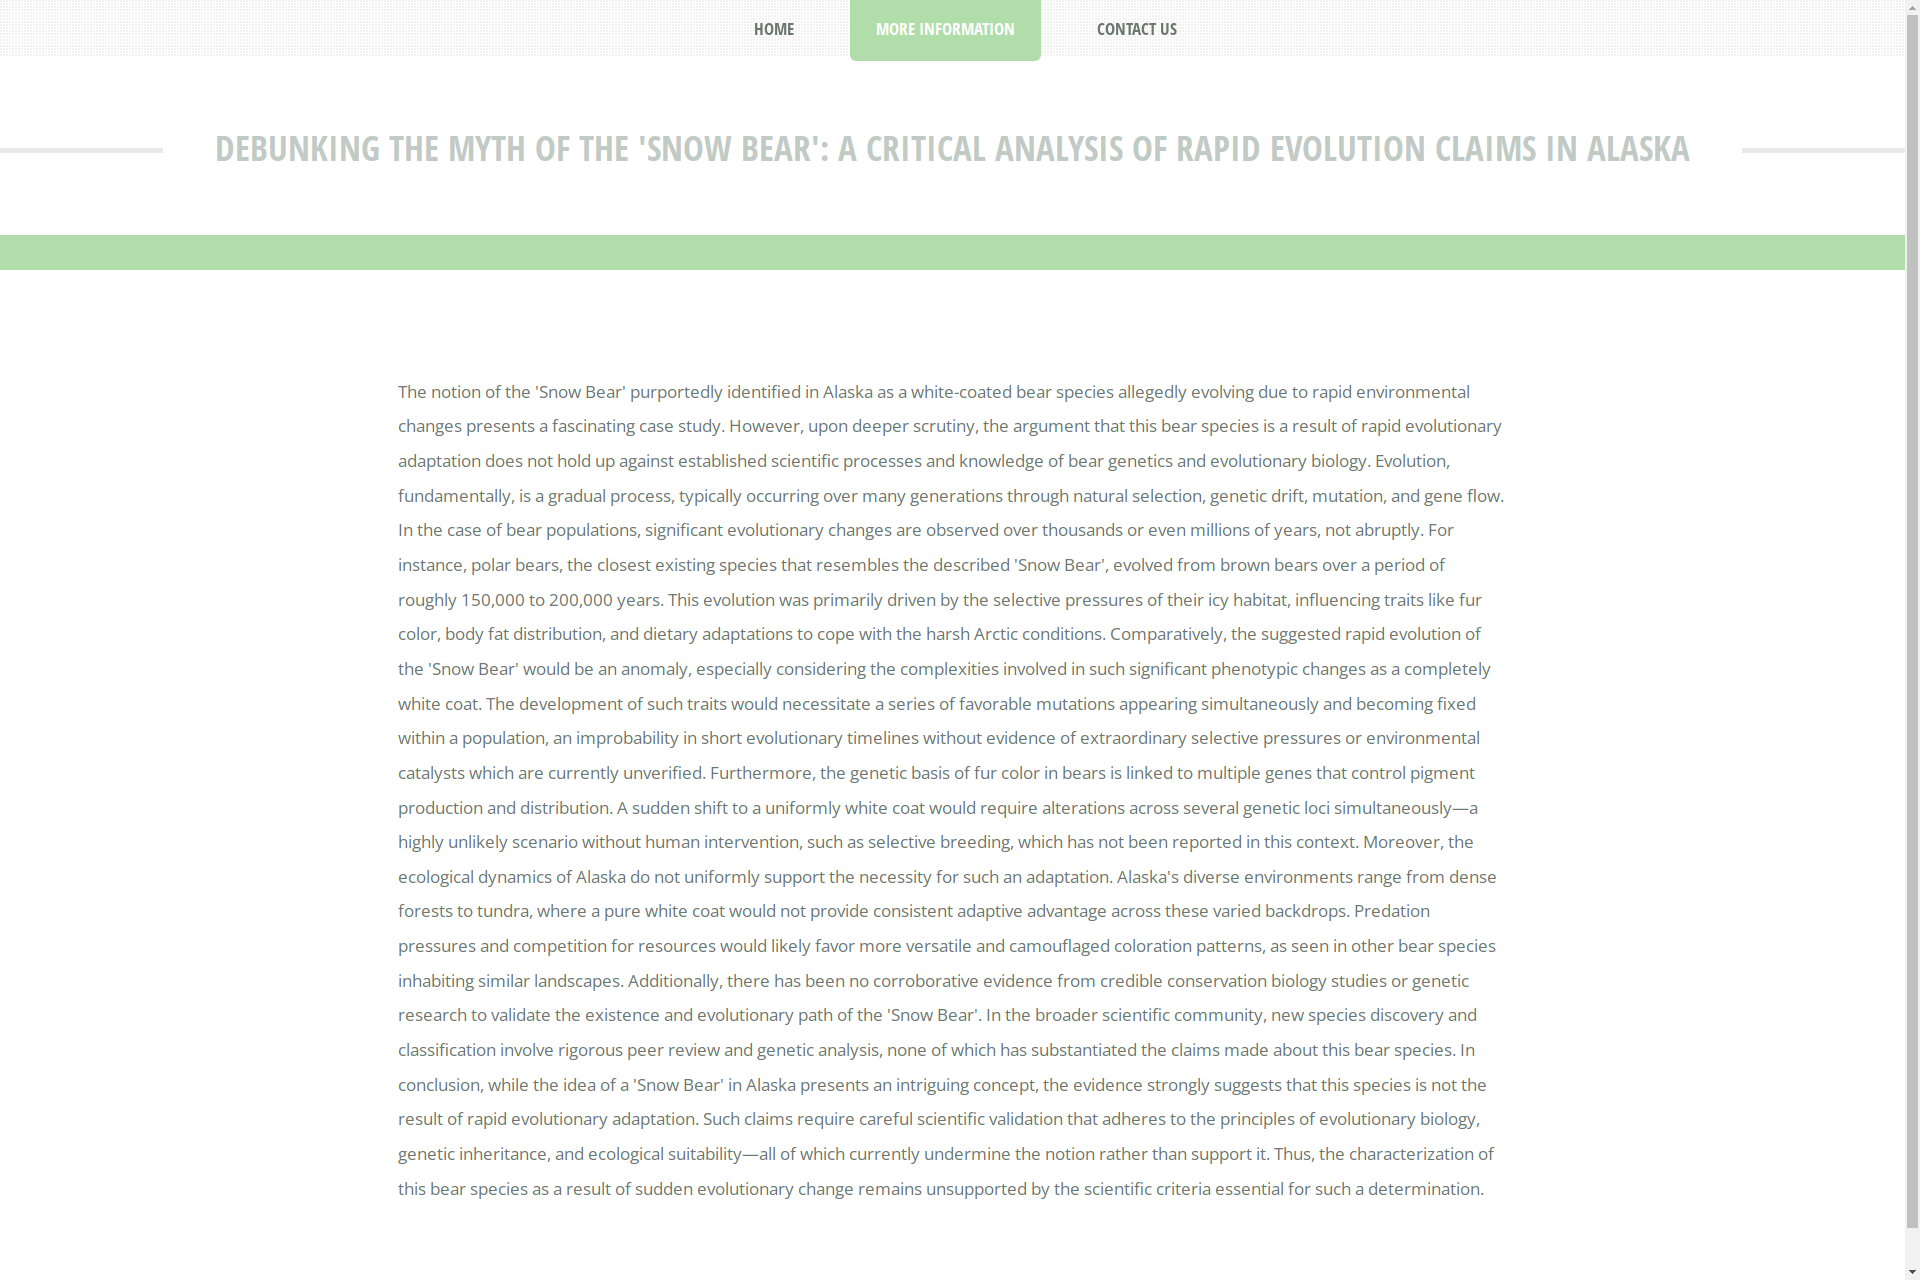 HOME
MORE INFORMATION
CONTACT US
DEBUNKING THE MYTH OF THE 'SNOW BEAR': A CRITICAL ANALYSIS OF RAPID EVOLUTION CLAIMS IN ALASKA
The notion of the 'Snow Bear' purportedly identified in Alaska as a white-coated bear species allegedly evolving due to rapid environmental
changes presents a fascinating case study. However, upon deeper scrutiny, the argument that this bear species is a result of rapid evolutionary
adaptation does not hold up against established scientific processes and knowledge of bear genetics and evolutionary biology. Evolution,
fundamentally, is a gradual process, typically occurring over many generations through natural selection, genetic drift, mutation, and gene flow.
In the case of bear populations, significant evolutionary changes are observed over thousands or even millions of years, not abruptly. For
instance, polar bears, the closest existing species that resembles the described 'Snow Bear', evolved from brown bears over a period of
roughly 150,000 to 200,000 years. This evolution was primarily driven by the selective pressures of their icy habitat, influencing traits like fur
color, body fat distribution, and dietary adaptations to cope with the harsh Arctic conditions. Comparatively, the suggested rapid evolution of
the 'Snow Bear' would be an anomaly, especially considering the complexities involved in such significant phenotypic changes as a completely
white coat. The development of such traits would necessitate a series of favorable mutations appearing simultaneously and becoming fixed
within a population, an improbability in short evolutionary timelines without evidence of extraordinary selective pressures or environmental
catalysts which are currently unverified. Furthermore, the genetic basis of fur color in bears is linked to multiple genes that control pigment
production and distribution. A sudden shift to a uniformly white coat would require alterations across several genetic loci simultaneously—a
highly unlikely scenario without human intervention, such as selective breeding, which has not been reported in this context. Moreover, the
ecological dynamics of Alaska do not uniformly support the necessity for such an adaptation. Alaska's diverse environments range from dense
forests to tundra, where a pure white coat would not provide consistent adaptive advantage across these varied backdrops. Predation
pressures and competition for resources would likely favor more versatile and camouflaged coloration patterns, as seen in other bear species
inhabiting similar landscapes. Additionally, there has been no corroborative evidence from credible conservation biology studies or genetic
research to validate the existence and evolutionary path of the 'Snow Bear'. In the broader scientific community, new species discovery and
classification involve rigorous peer review and genetic analysis, none of which has substantiated the claims made about this bear species. In
conclusion, while the idea of a 'Snow Bear' in Alaska presents an intriguing concept, the evidence strongly suggests that this species is not the
result of rapid evolutionary adaptation. Such claims require careful scientific validation that adheres to the principles of evolutionary biology,
genetic inheritance, and ecological suitability—all of which currently undermine the notion rather than support it. Thus, the characterization of
this bear species as a result of sudden evolutionary change remains unsupported by the scientific criteria essential for such a determination.